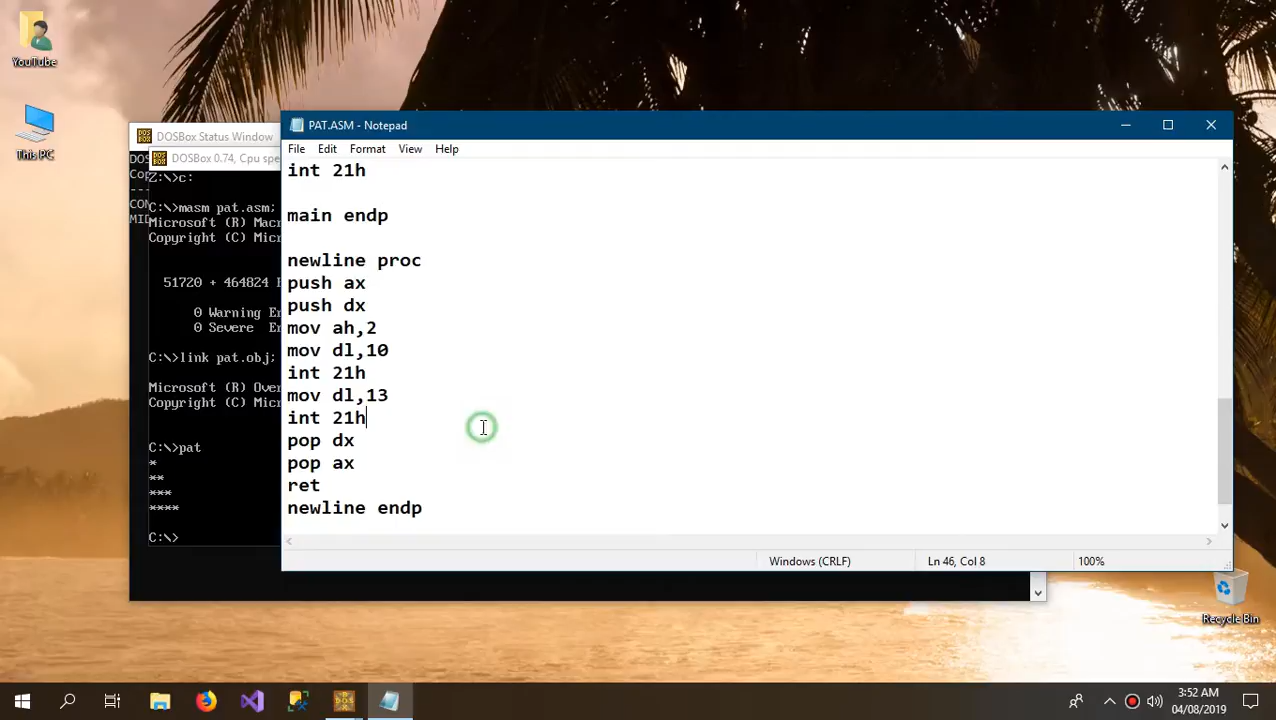 YouTube
This PC
DOSBox Status Window
DOSBox 0.74, Cpu spe
Z:\>c:
C:\>masm pat.asm;
Microsoft (R) Mac
Copyright (C) Mic
51720 + 464824
0 Warning E
0 Severe E
C:\>link pat.obj;
Microsoft (R) Ove
Copyright (C) Mic
C:\>pat
*
**
***
****
C:\>
PAT.ASM - Notepad
File Edit Format View Help
int 21h
main endp
newline proc
push ax
push dx
mov ah,2
mov dl,10
int 21h
mov dl,13
int 21h
pop dx
pop ax
ret
newline endp
Windows (CRLF) Ln 46, Col 8 100%
Recycle Bin
3:52 AM
04/08/2019